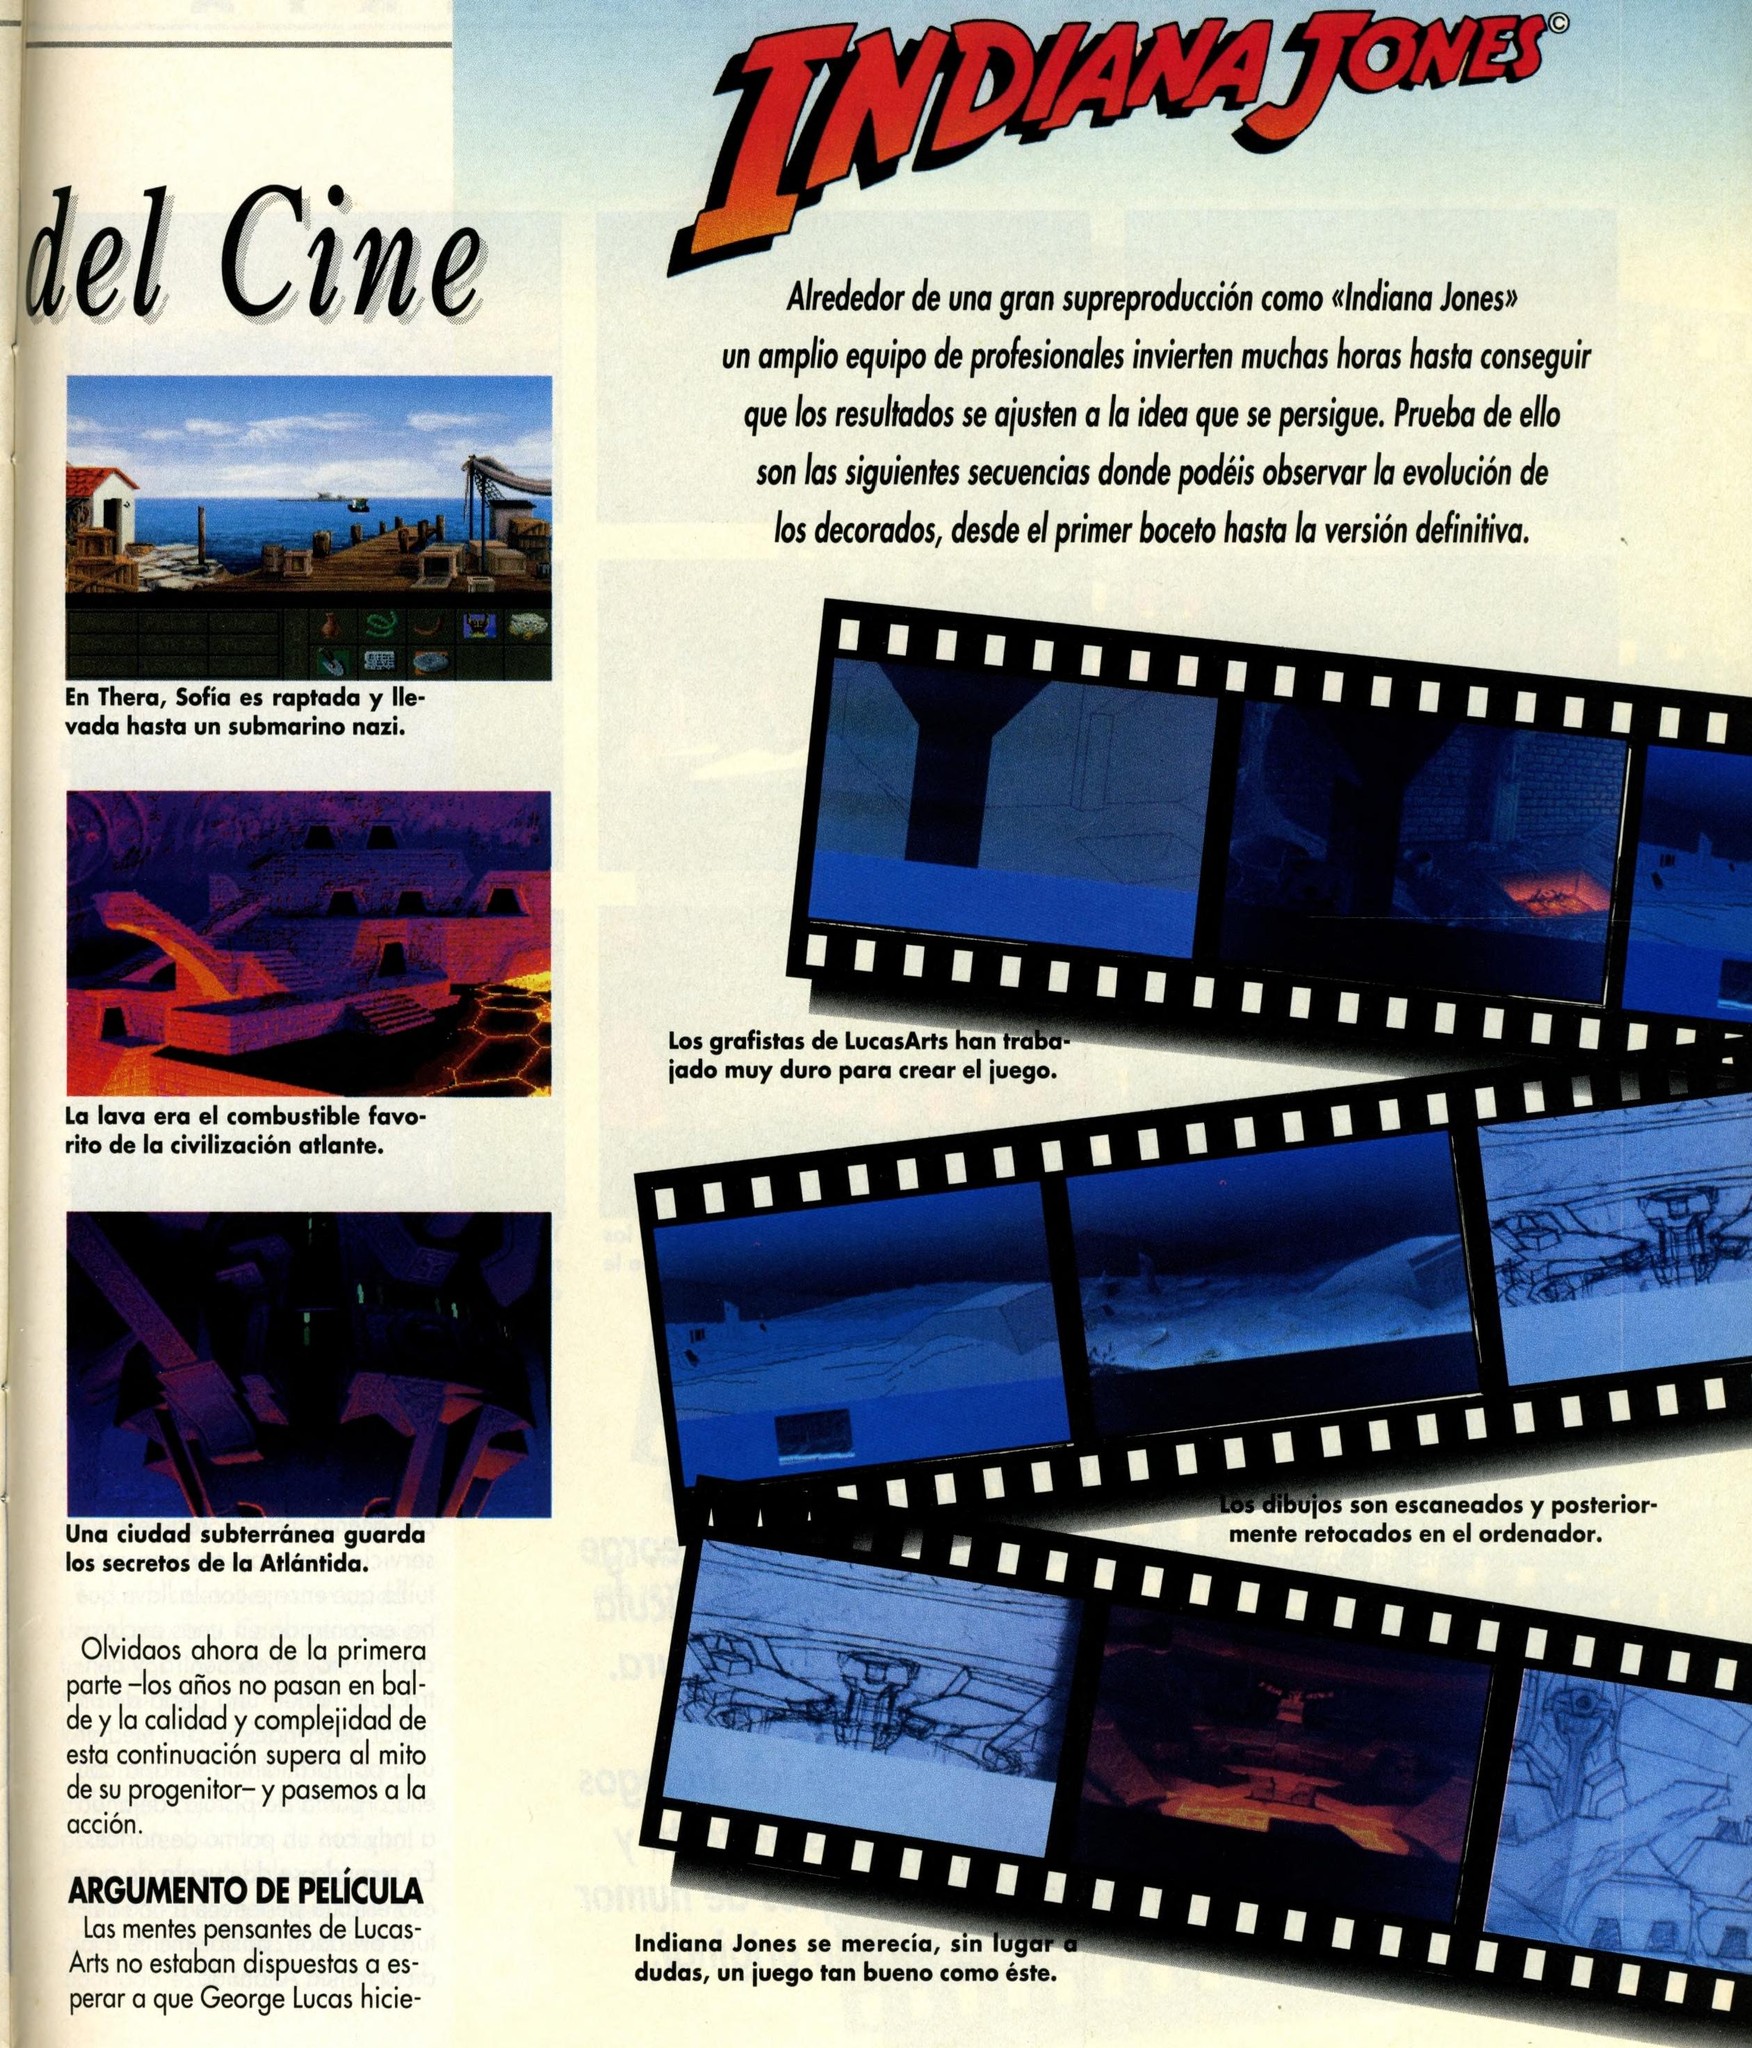 del Cine
En Thera, Sofía es raptada y lle-
vada hasta un submarino nazi.
La lava era el combustible favo-
rito de la civilización atlante.
Una ciudad subterránea guarda
los secretos de la Atlántida.
Olvidaos ahora de la primera
parte –los años no pasan en bal-
de y la calidad y complejidad de
esta continuación supera al mito
de su progenitor– y pasemos a la
acción.
ARGUMENTO DE PELÍCULA
Las mentes pensantes de Lucas-
Arts no estaban dispuestas a es-
perar a que George Lucas hicie-
INDIANA JONES©
Alrededor de una gran supreproducción como «Indiana Jones»
un amplio equipo de profesionales invierten muchas horas hasta conseguir
que los resultados se ajusten a la idea que se persigue. Prueba de ello
son las siguientes secuencias donde podéis observar la evolución de
los decorados, desde el primer boceto hasta la versión definitiva.
Los grafistas de LucasArts han traba-
jado muy duro para crear el juego.
Los dibujos son escaneados y posterior-
mente retocados en el ordenador.
Indiana Jones se merecía, sin lugar a
dudas, un juego tan bueno como éste.